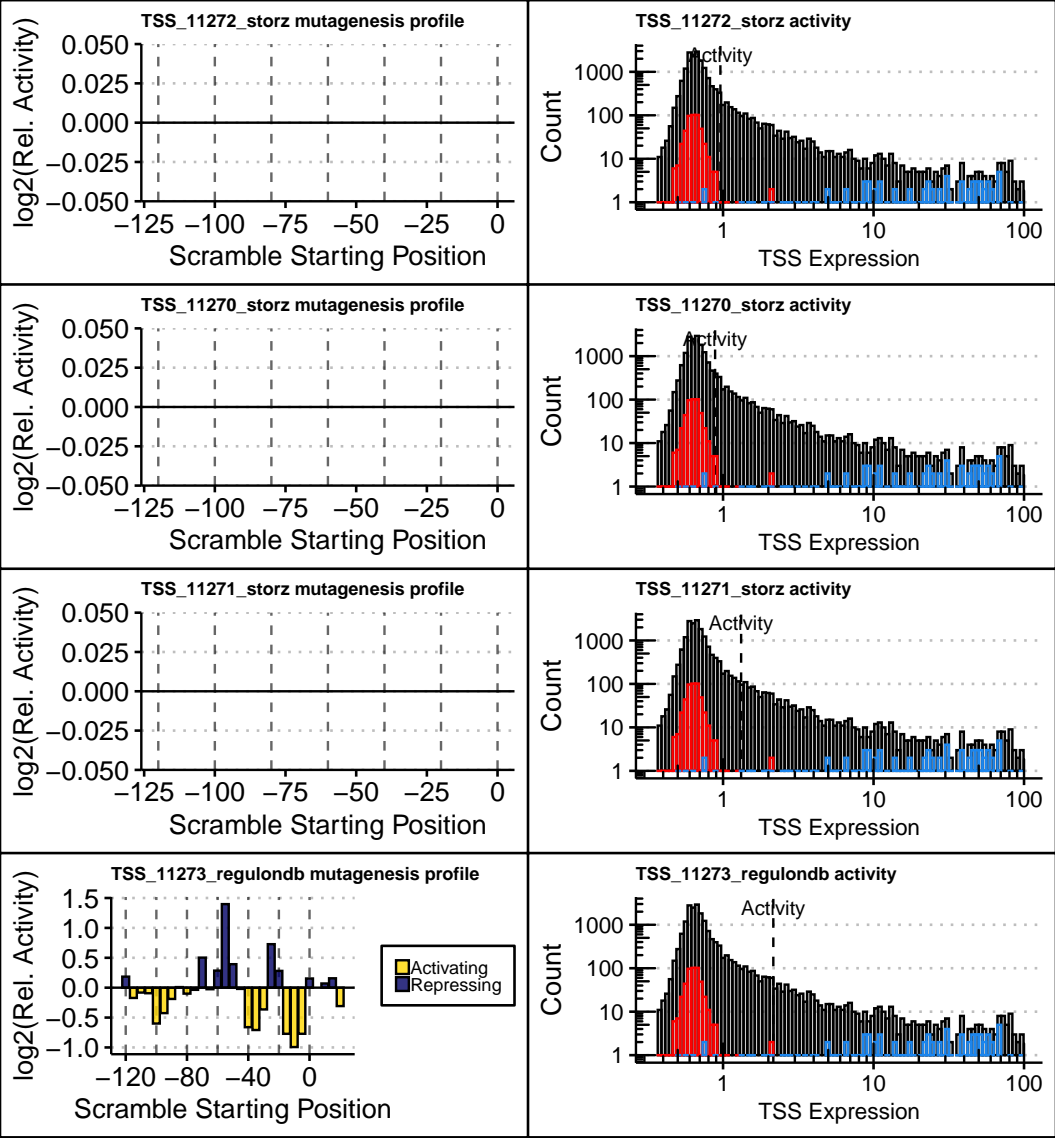 TSS_11272_storz mutagenesis profile
log2(Rel. Activity)
0.050
0.025
0.000
−0.025
−0.050
−125 −100 −75 −50 −25 0
Scramble Starting Position
TSS_11272_storz activity
Activity
Count
1000
100
10
1
1 10 100
TSS Expression
TSS_11270_storz mutagenesis profile
log2(Rel. Activity)
0.050
0.025
0.000
−0.025
−0.050
−125 −100 −75 −50 −25 0
Scramble Starting Position
TSS_11270_storz activity
Activity
Count
1000
100
10
1
1 10 100
TSS Expression
TSS_11271_storz mutagenesis profile
log2(Rel. Activity)
0.050
0.025
0.000
−0.025
−0.050
−125 −100 −75 −50 −25 0
Scramble Starting Position
TSS_11271_storz activity
Activity
Count
1000
100
10
1
1 10 100
TSS Expression
TSS_11273_regulondb mutagenesis profile
log2(Rel. Activity)
1.5
1.0
0.5
0.0
−0.5
−1.0
−120 −80 −40 0
Scramble Starting Position
Activating
Repressing
TSS_11273_regulondb activity
Activity
Count
1000
100
10
1
1 10 100
TSS Expression